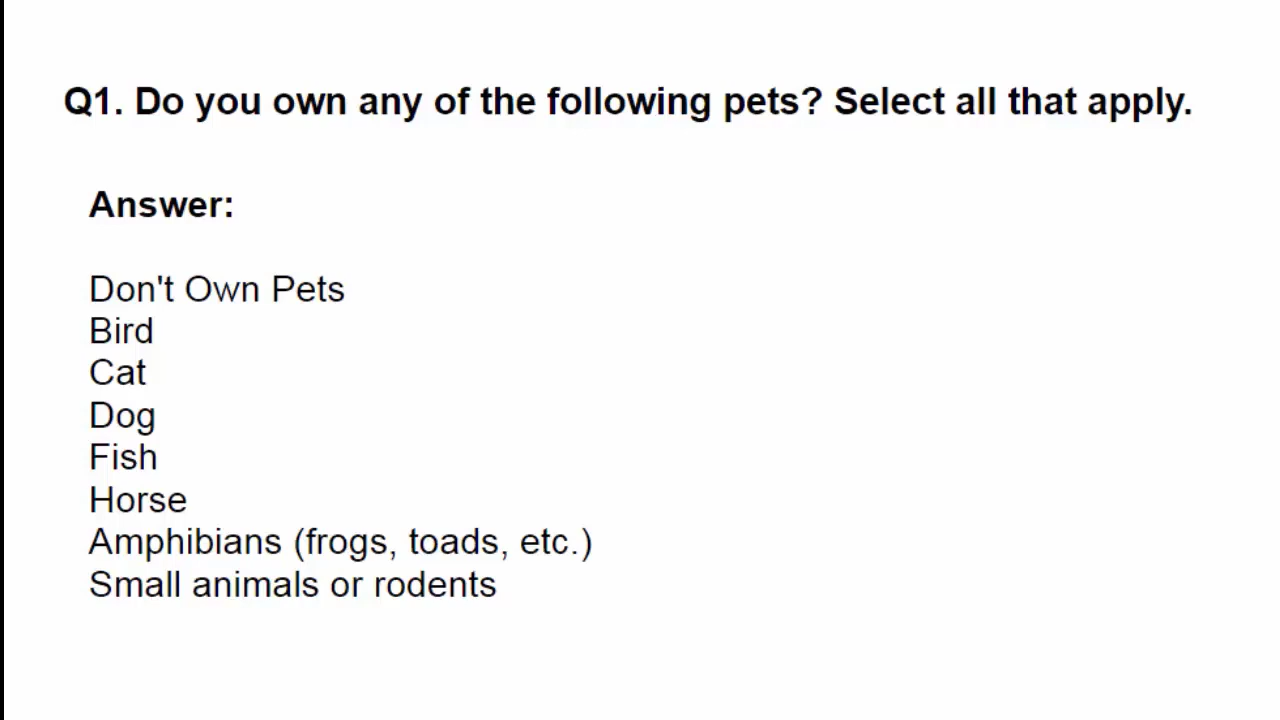 Q1. Do you own any of the following pets? Select all that apply.
Answer:
Don't Own Pets
Bird
Cat
Dog
Fish
Horse
Amphibians (frogs, toads, etc.)
Small animals or rodents